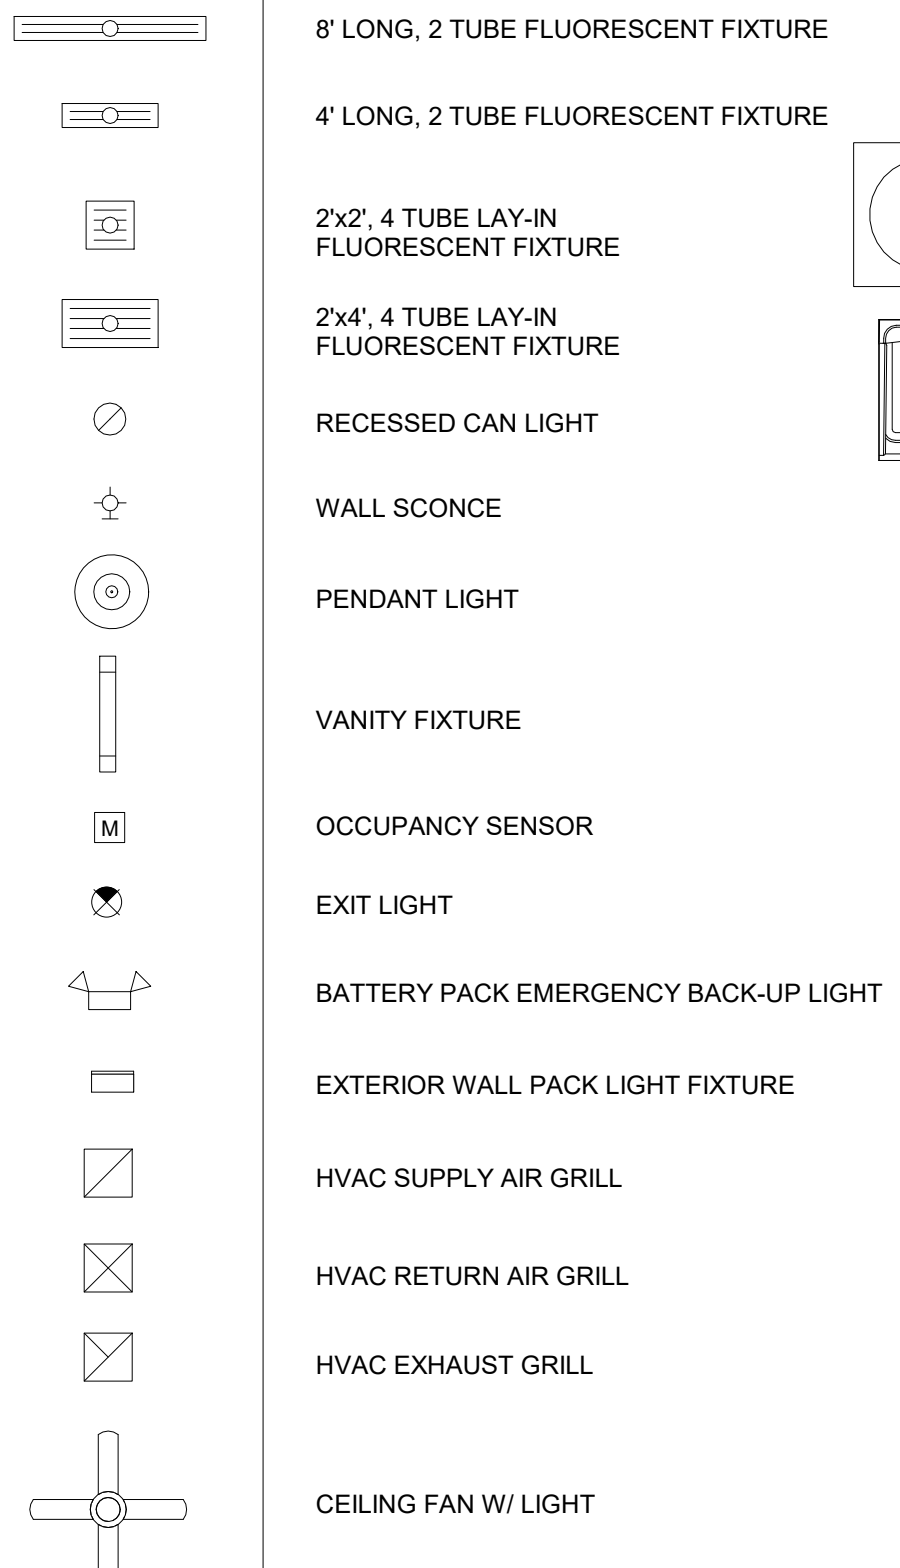 8' LONG, 2 TUBE FLUORESCENT FIXTURE
4' LONG, 2 TUBE FLUORESCENT FIXTURE
2'x2', 4 TUBE LAY-IN
FLUORESCENT FIXTURE
2'x4', 4 TUBE LAY-IN
FLUORESCENT FIXTURE
RECESSED CAN LIGHT
WALL SCONCE
PENDANT LIGHT
VANITY FIXTURE
M
OCCUPANCY SENSOR
EXIT LIGHT
BATTERY PACK EMERGENCY BACK-UP LIGHT
EXTERIOR WALL PACK LIGHT FIXTURE
HVAC SUPPLY AIR GRILL
HVAC RETURN AIR GRILL
HVAC EXHAUST GRILL
CEILING FAN W/ LIGHT